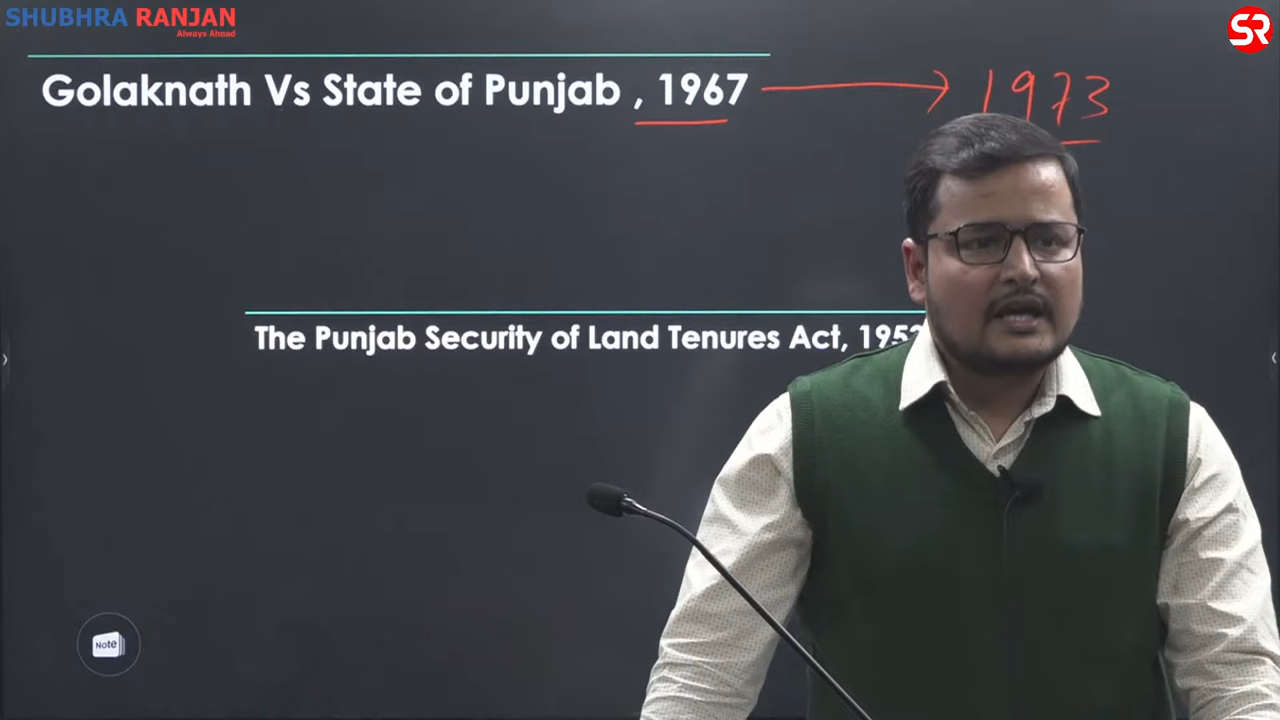 SHUBHRA RANJAN
Always Ahead
SR
Golaknath Vs State of Punjab , 1967 → 1973
The Punjab Security of Land Tenures Act,
Note